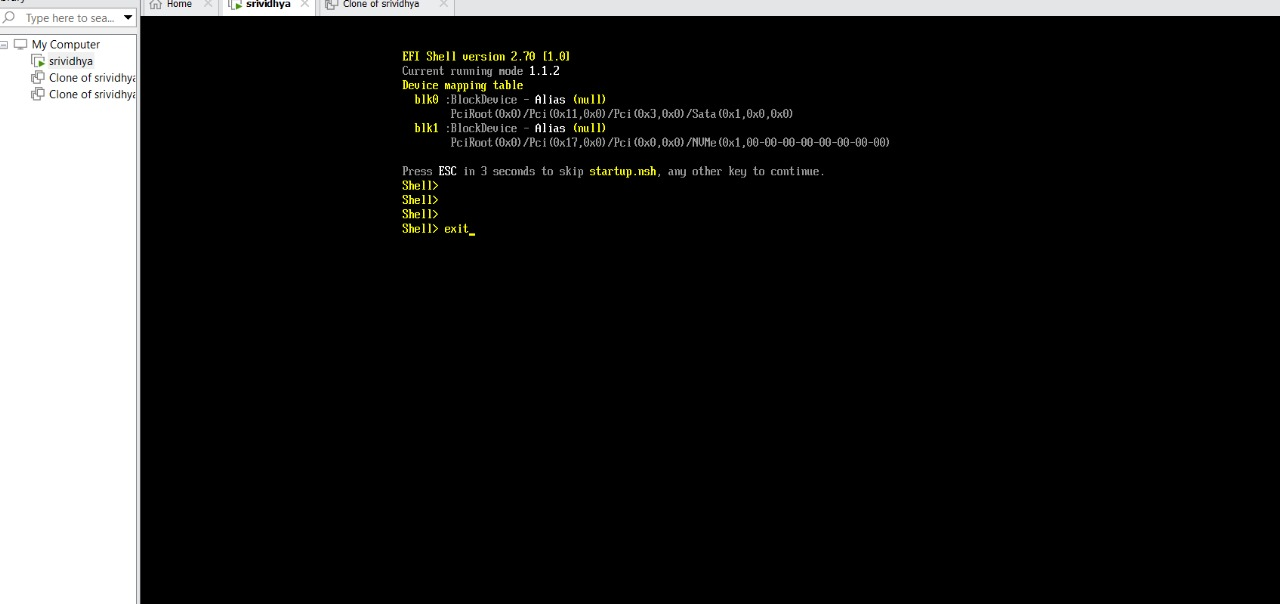 Home
srividhya
Clone of srividhya
Type here to sea...
My Computer
srividhya
Clone of srividhya
Clone of srividhya
EFI Shell version 2.70 [1.0]
Current running mode 1.1.2
Device mapping table
blk0 :BlockDevice - Alias (null)
PciRoot(0x0)/Pci(0x11,0x0)/Pci(0x3,0x0)/Sata(0x1,0x0,0x0)
blk1 :BlockDevice - Alias (null)
PciRoot(0x0)/Pci(0x17,0x0)/Pci(0x0,0x0)/NVMe(0x1,00-00-00-00-00-00-00-00)
Press ESC in 3 seconds to skip startup.nsh, any other key to continue.
Shell>
Shell>
Shell>
Shell> exit_